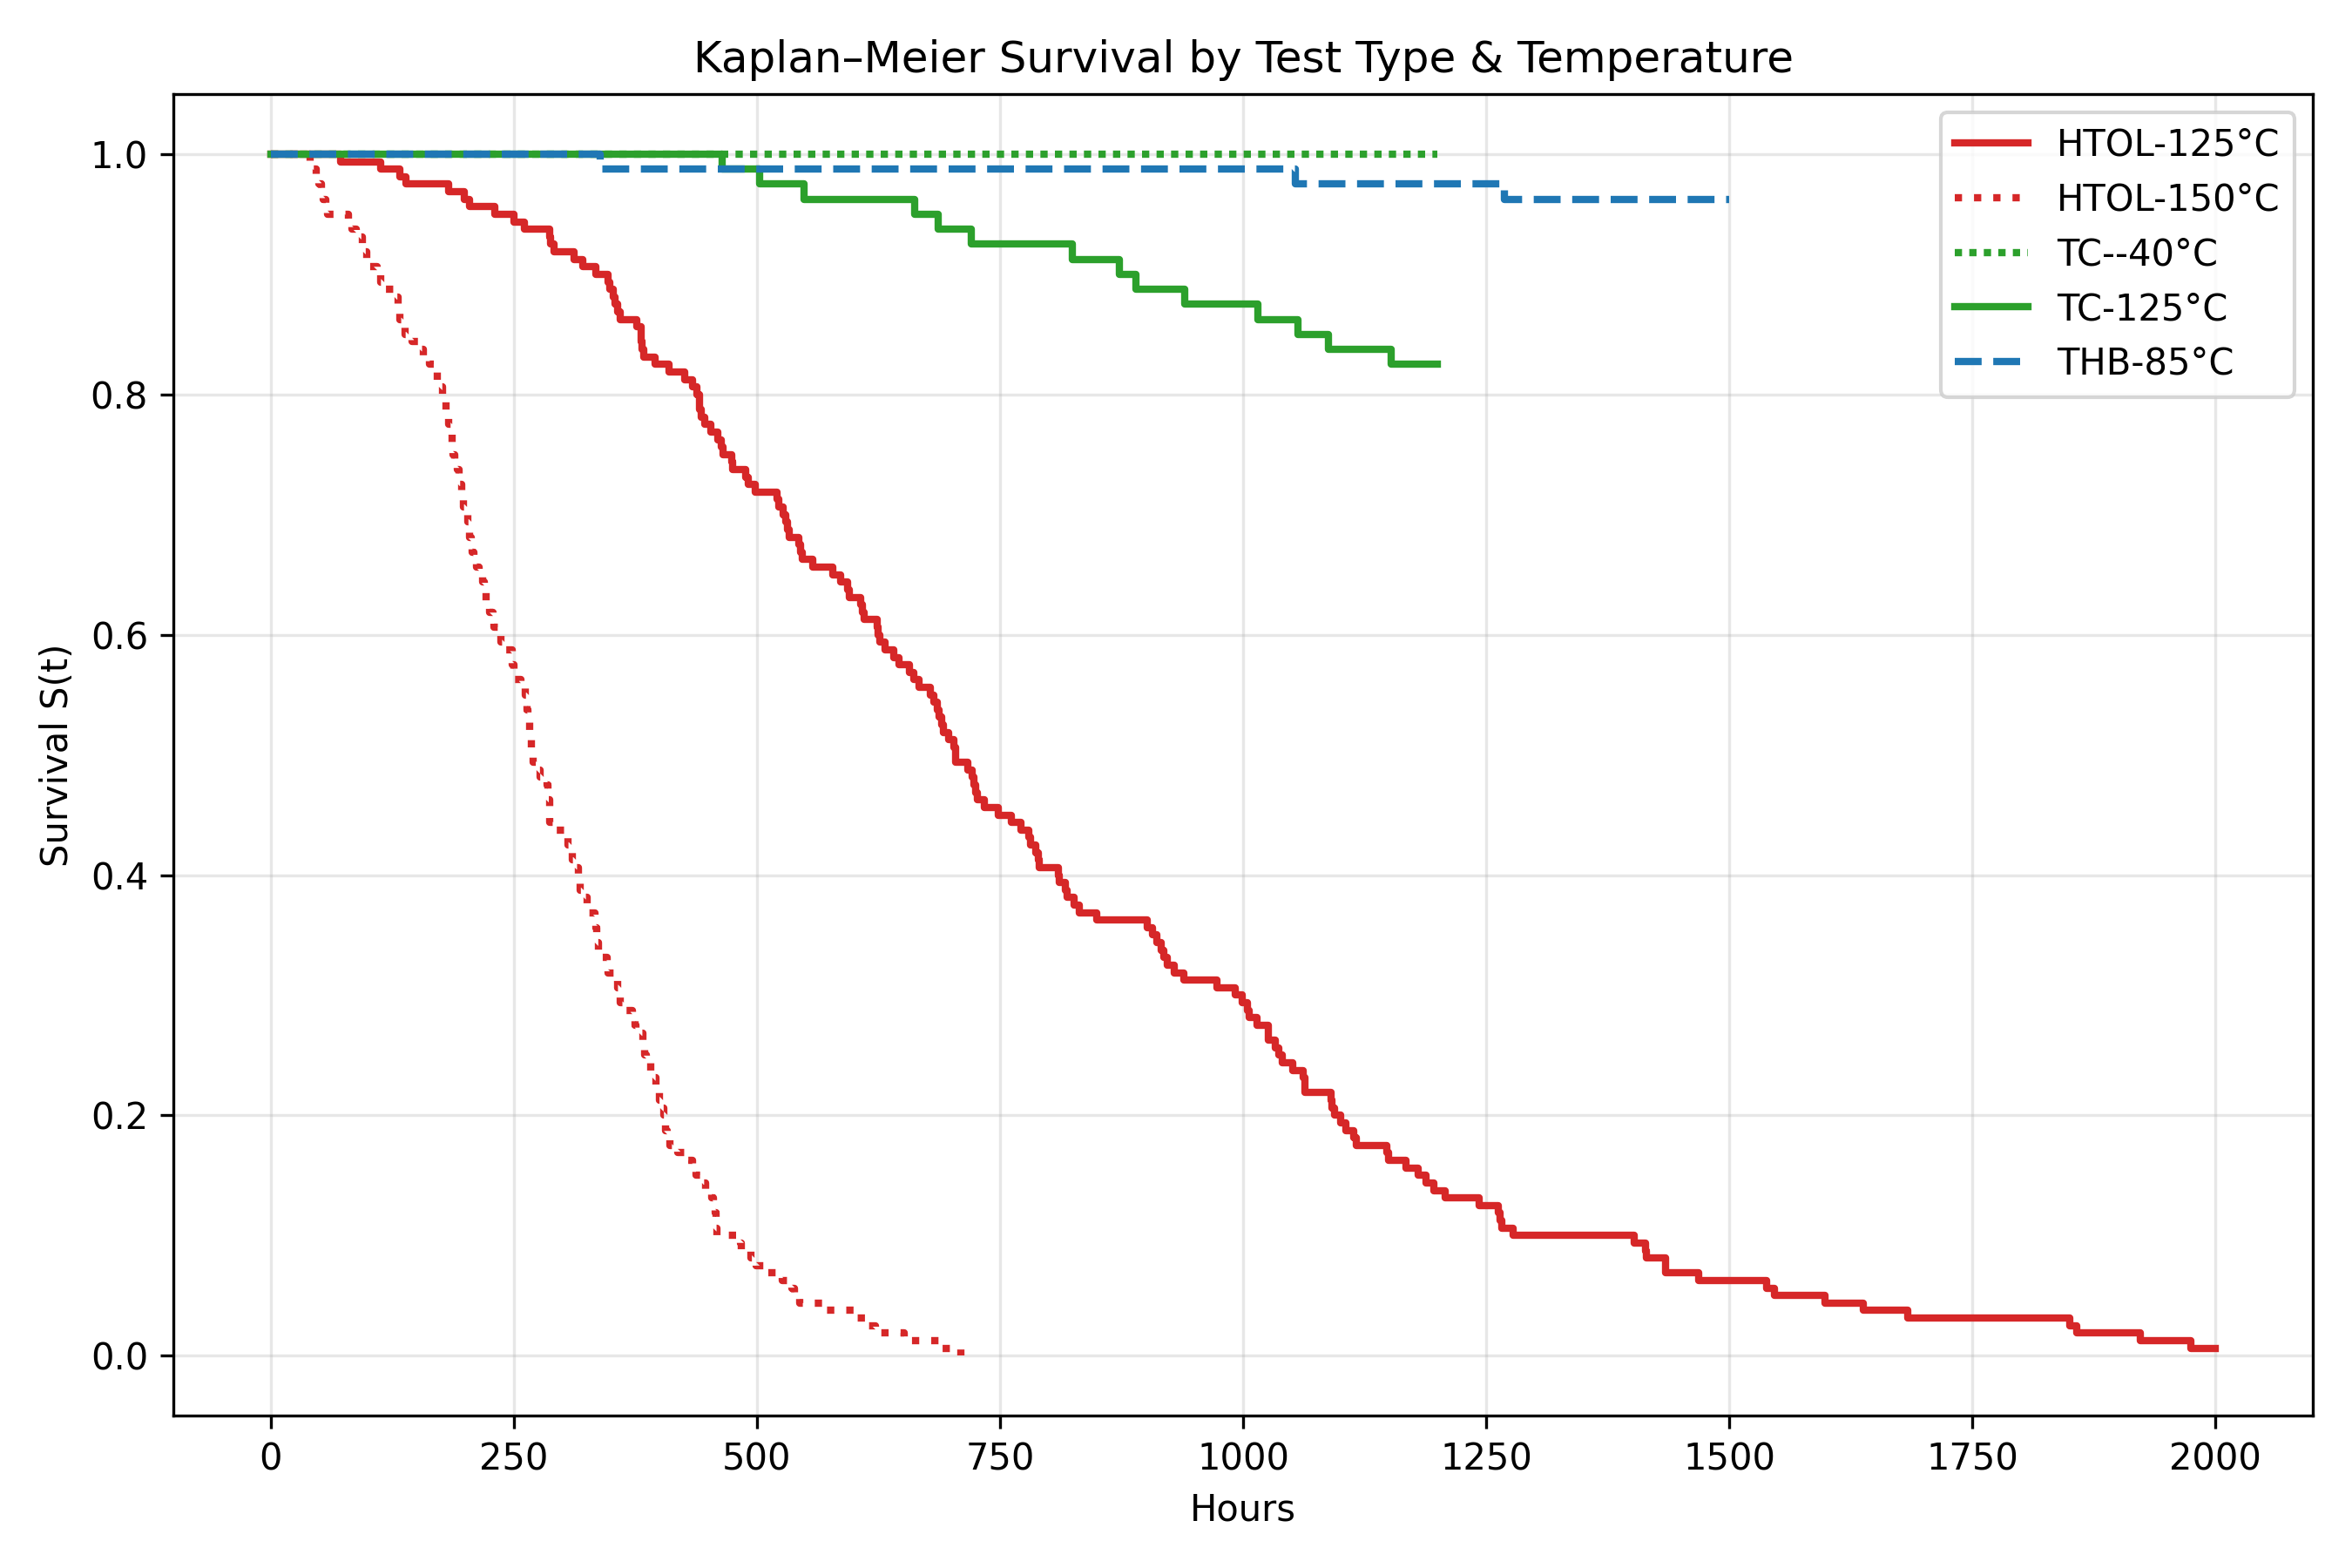 Kaplan–Meier Survival by Test Type & Temperature
Survival S(t)
1.0
0.8
0.6
0.4
0.2
0.0
HTOL-125°C
HTOL-150°C
TC--40°C
TC-125°C
THB-85°C
0 250 500 750 1000 1250 1500 1750 2000
Hours